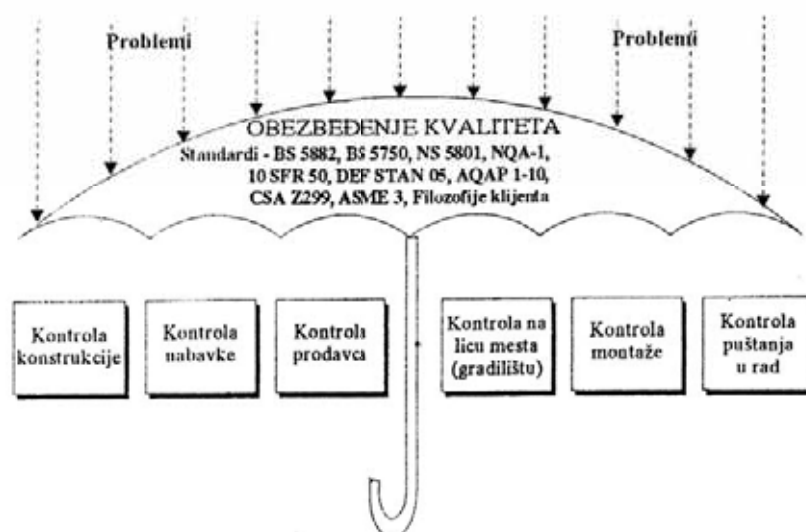 Problemi
Problemi
OBEZBEĐENJE KVALITETA
Standardi - BS 5882, BS 5750, NS 5801, NQA-1,
10 SFR 50, DEF STAN 05, AQAP 1-10,
CSA Z299, ASME 3, Filozofije klijenta
Kontrola
konstrukcije
Kontrola
nabavke
Kontrola
prodavca
Kontrola na
licu mesta
(gradilištu)
Kontrola
montaže
Kontrola
puštanja
u rad